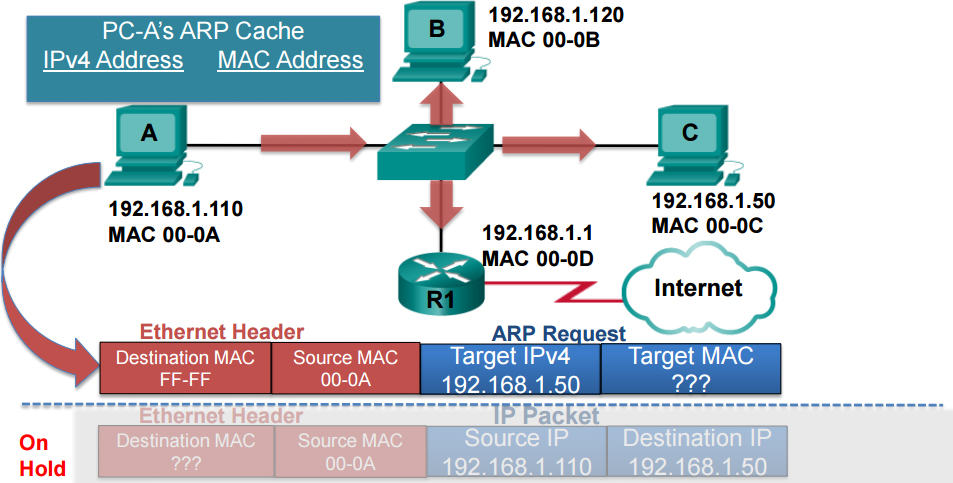 PC-A's ARP Cache
IPv4 Address MAC Address
B
192.168.1.120
MAC 00-0B
A
192.168.1.110
MAC 00-0A
C
192.168.1.50
MAC 00-0C
192.168.1.1
MAC 00-0D
R1
Internet
Ethernet Header
ARP Request
Destination MAC
FF-FF
Source MAC
00-0A
Target IPv4
192.168.1.50
Target MAC
???
Ethernet Header
IP Packet
On
Hold
Destination MAC
???
Source MAC
00-0A
Source IP
192.168.1.110
Destination IP
192.168.1.50